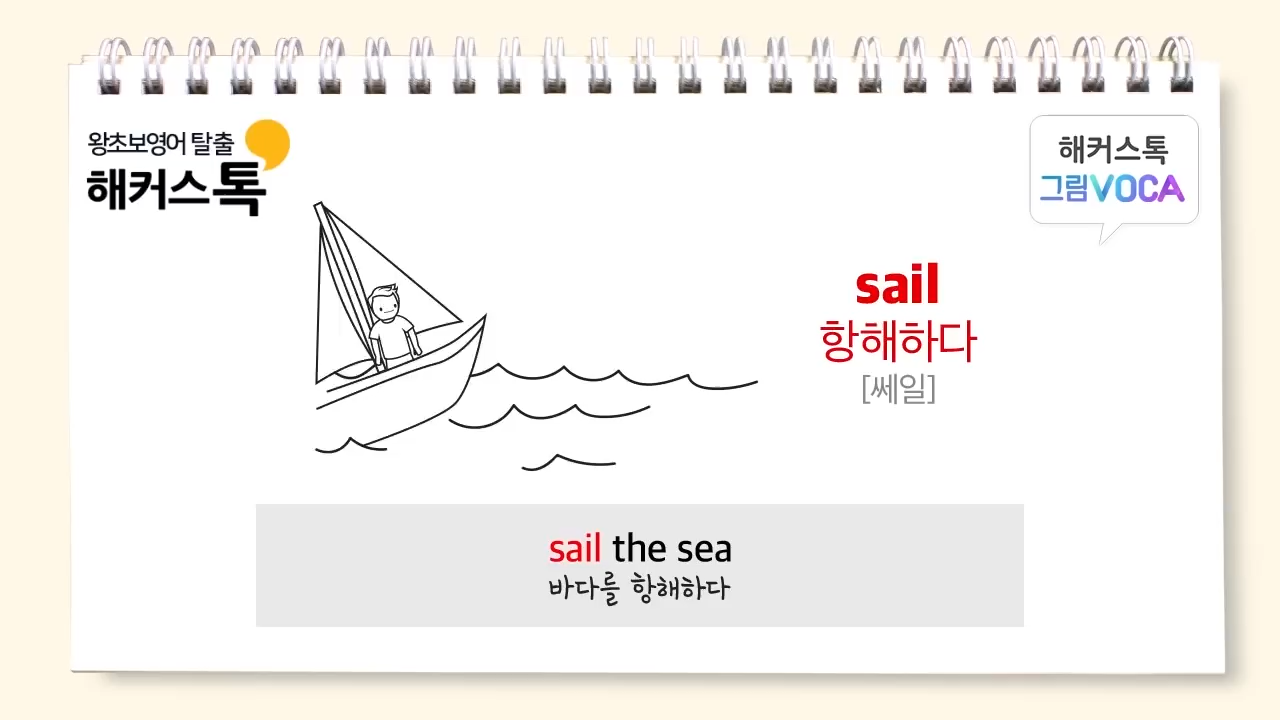 왕초보영어 탈출
해커스톡
해커스톡
그림VOCA
sail
항해하다
[쎄일]
sail the sea
바다를 항해하다